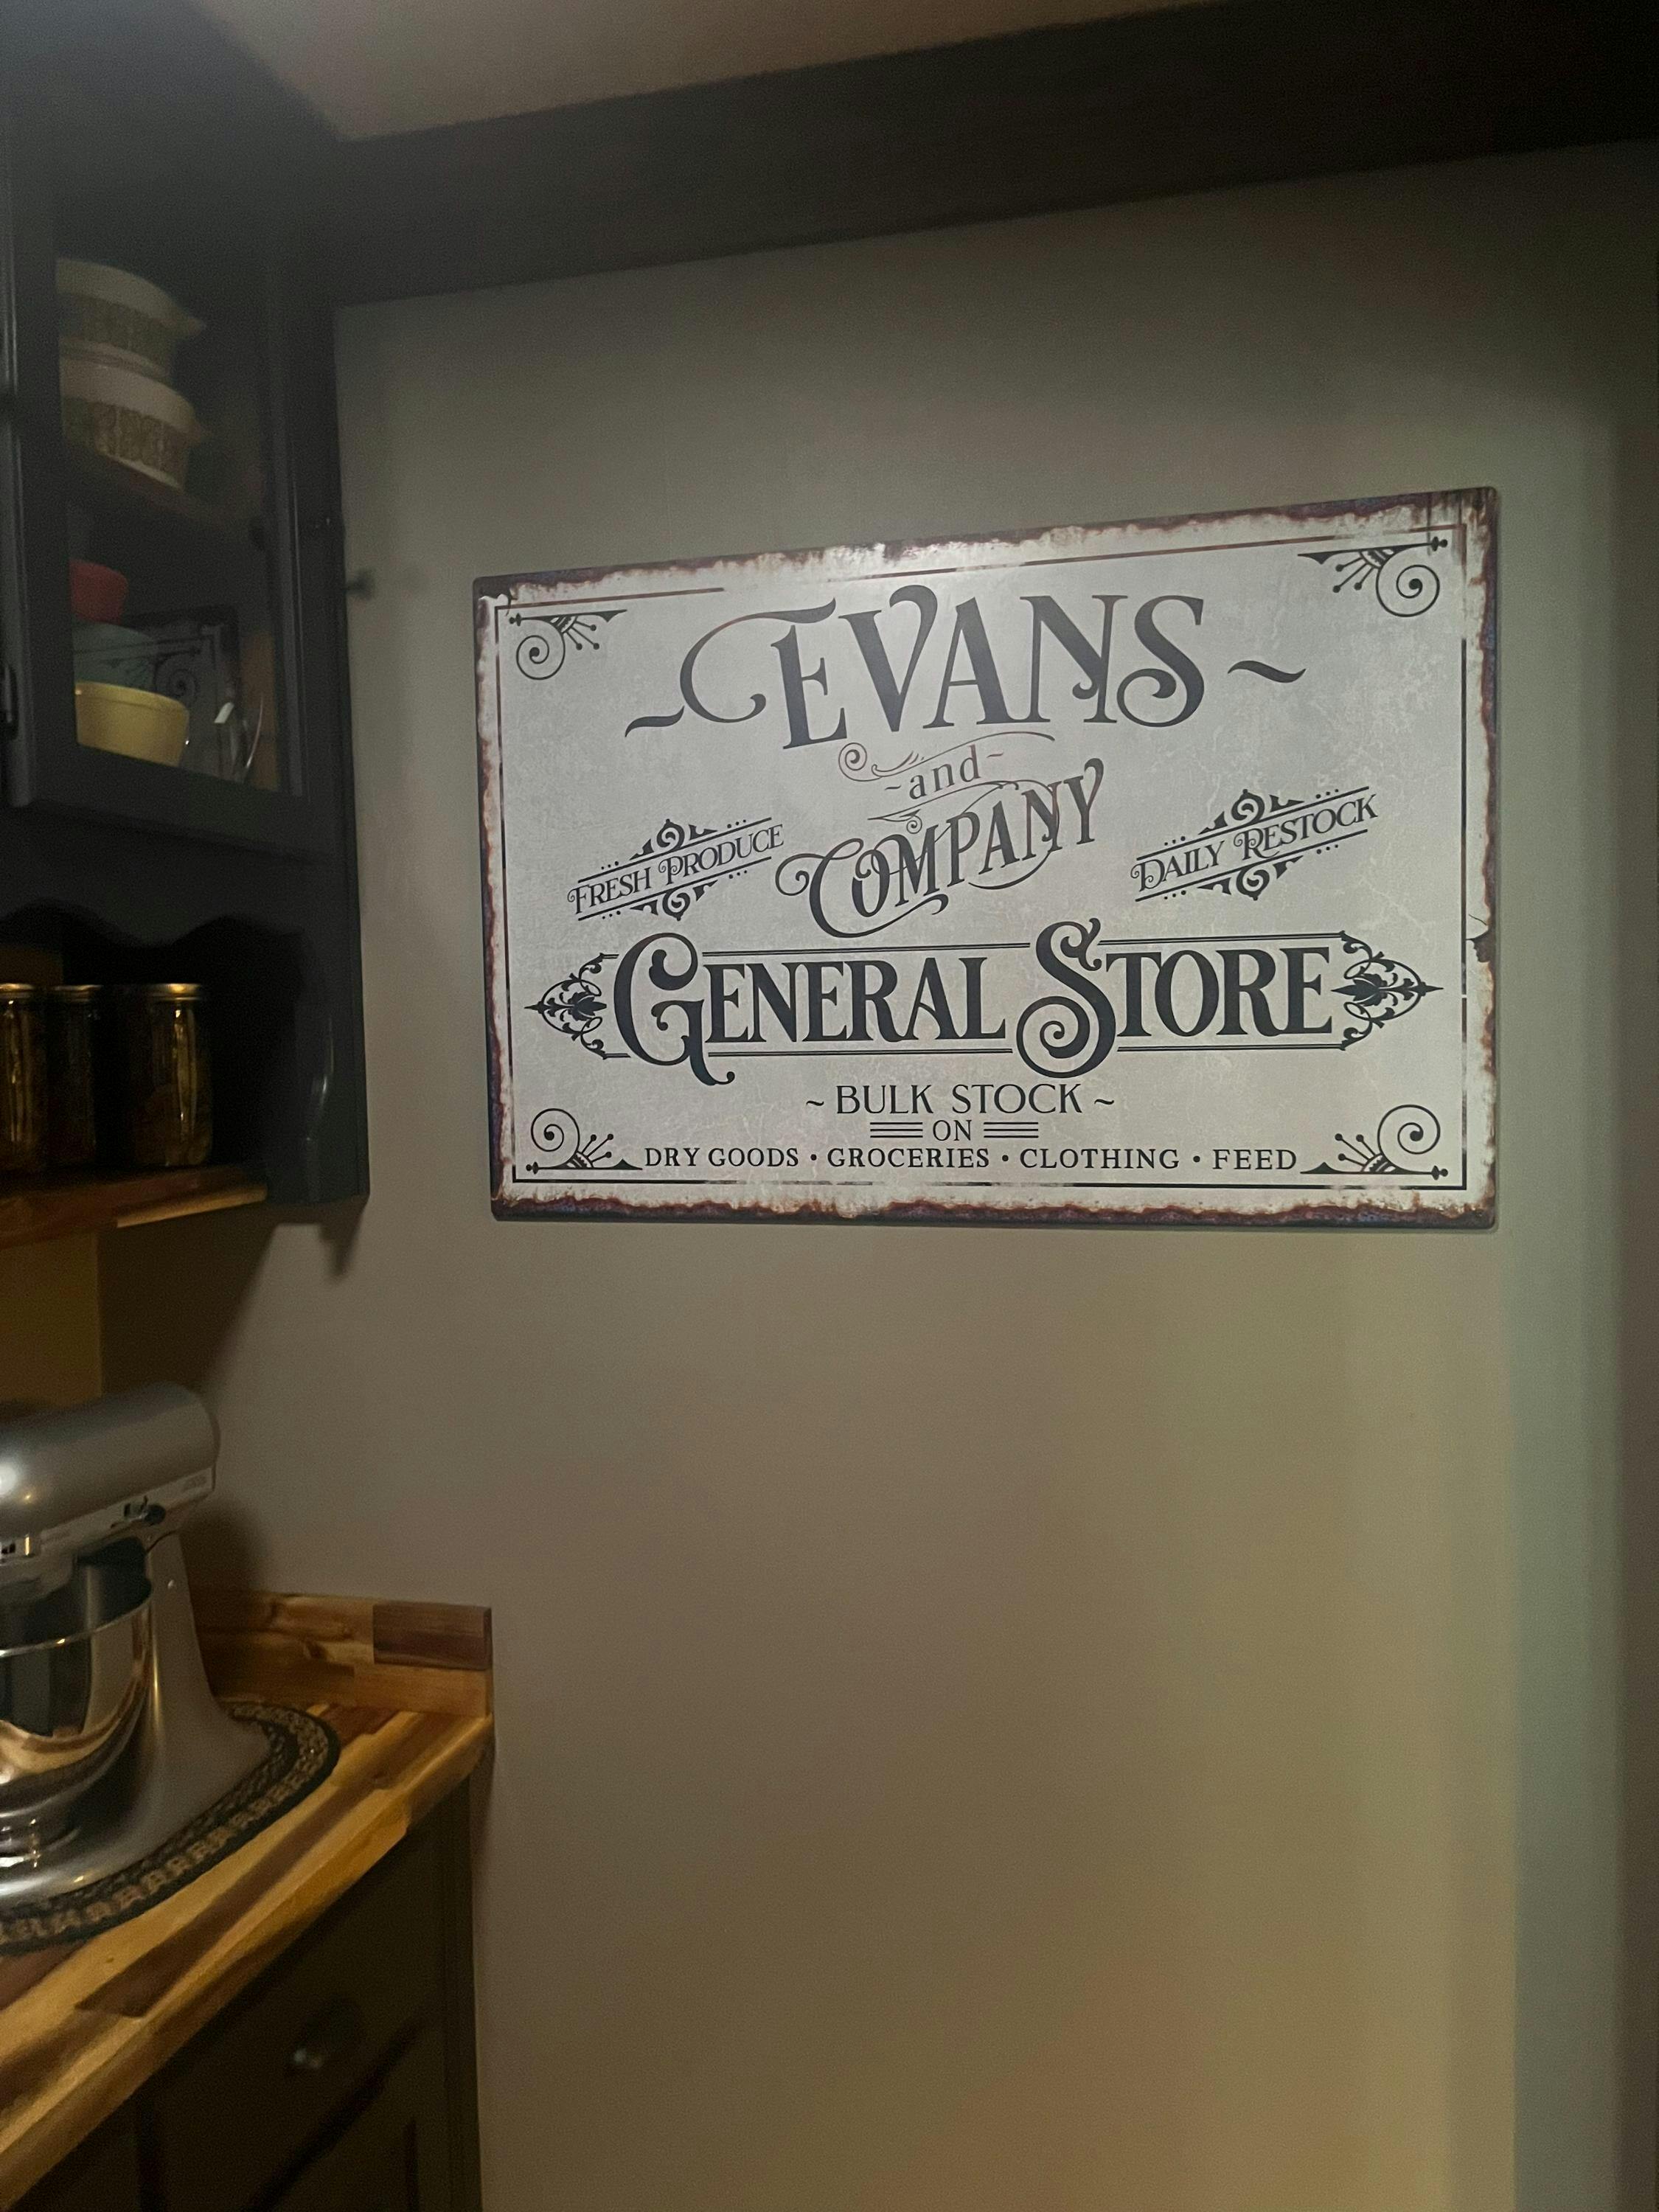 ~EVANS~
-and-
COMPANY
FRESH PRODUCE
DAILY RESTOCK
GENERAL STORE
~BULK STOCK~
ON
DRY GOODS • GROCERIES • CLOTHING • FEED